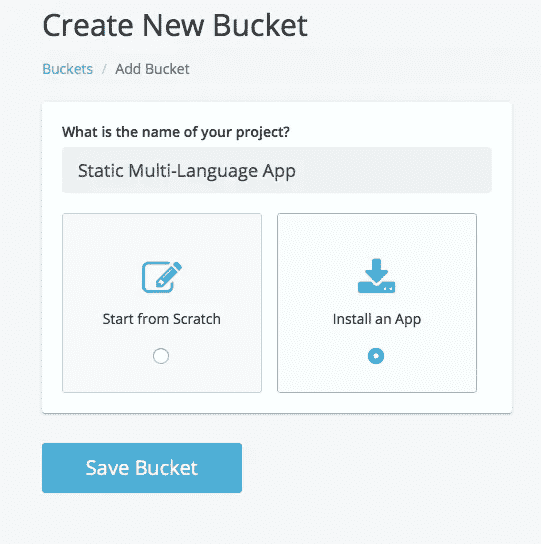 Create New Bucket
Buckets / Add Bucket
What is the name of your project?
Static Multi-Language App
Start from Scratch
Install an App
Save Bucket